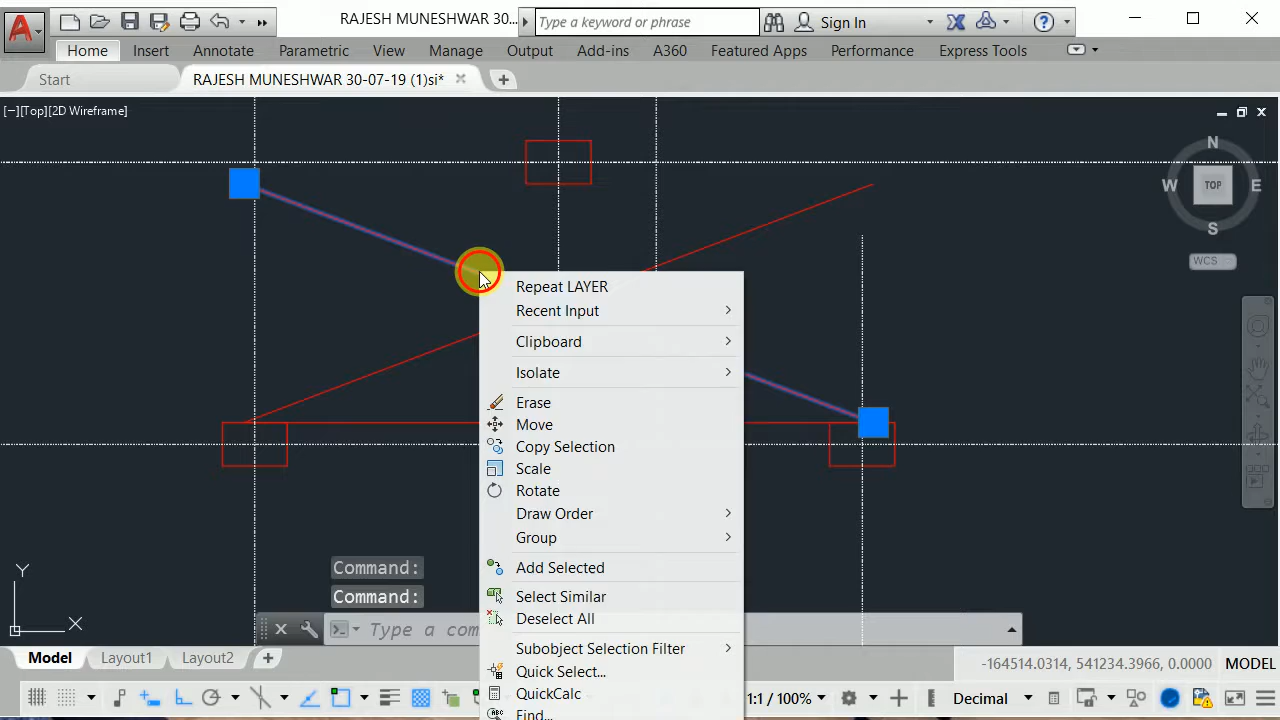 RAJESH MUNESHWAR 30-...
Type a keyword or phrase
Sign In
Home Insert Annotate Parametric View Manage Output Add-ins A360 Featured Apps Performance Express Tools
Start
RAJESH MUNESHWAR 30-07-19 (1)si*
[−][Top][2D Wireframe]
N
W TOP E
S
WCS
Repeat LAYER
Recent Input
Clipboard
Isolate
Erase
Move
Copy Selection
Scale
Rotate
Draw Order
Group
Add Selected
Select Similar
Deselect All
Subobject Selection Filter
Quick Select...
QuickCalc
Find...
Command:
Command:
Type a com
Y
X
Model Layout1 Layout2
-164514.0314, 541234.3966, 0.0000 MODEL
1:1 / 100% Decimal